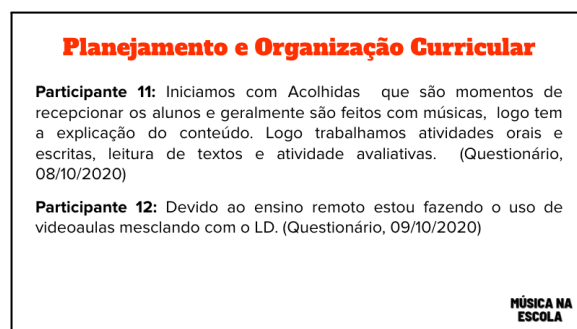 Planejamento e Organização Curricular
Participante 11: Iniciamos com Acolhidas que são momentos de
recepcionar os alunos e geralmente são feitos com músicas, logo tem
a explicação do conteúdo. Logo trabalhamos atividades orais e
escritas, leitura de textos e atividade avaliativas. (Questionário,
08/10/2020)
Participante 12: Devido ao ensino remoto estou fazendo o uso de
videoaulas mesclando com o LD. (Questionário, 09/10/2020)
MÚSICA NA
ESCOLA